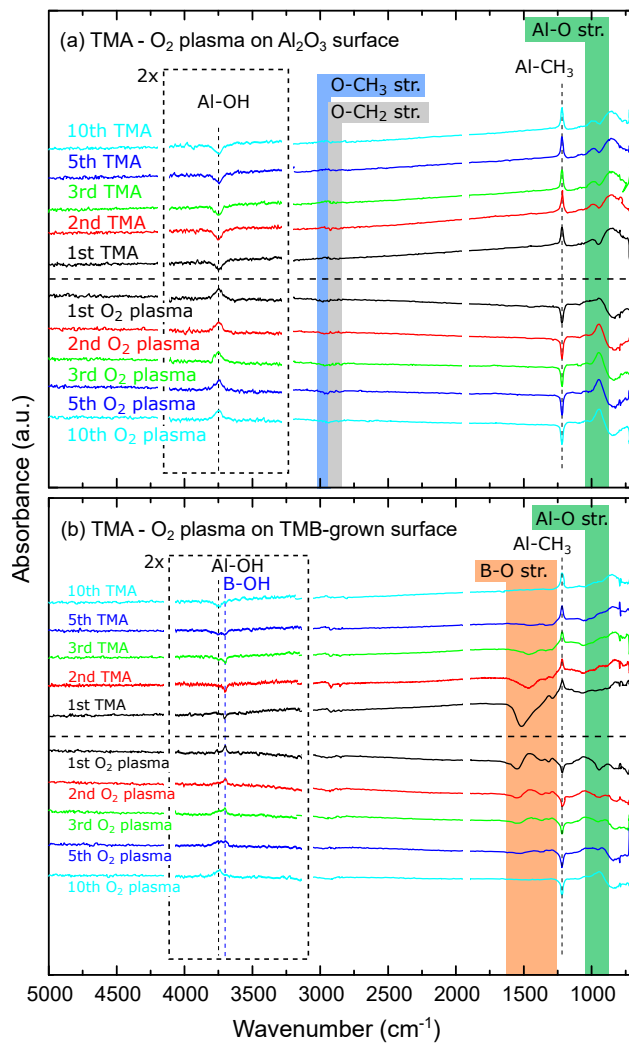 (a) TMA - O₂ plasma on Al₂O₃ surface
Al-O str.
2x
Al-CH₃
Al-OH
O-CH₃ str.
O-CH₂ str.
10th TMA
5th TMA
3rd TMA
2nd TMA
1st TMA
1st O₂ plasma
2nd O₂ plasma
3rd O₂ plasma
5th O₂ plasma
10th O₂ plasma
Absorbance (a.u.)
(b) TMA - O₂ plasma on TMB-grown surface
Al-O str.
2x
Al-OH
Al-CH₃
B-OH
B-O str.
10th TMA
5th TMA
3rd TMA
2nd TMA
1st TMA
1st O₂ plasma
2nd O₂ plasma
3rd O₂ plasma
5th O₂ plasma
10th O₂ plasma
5000 4500 4000 3500 3000 2500 2000 1500 1000
Wavenumber (cm⁻¹)